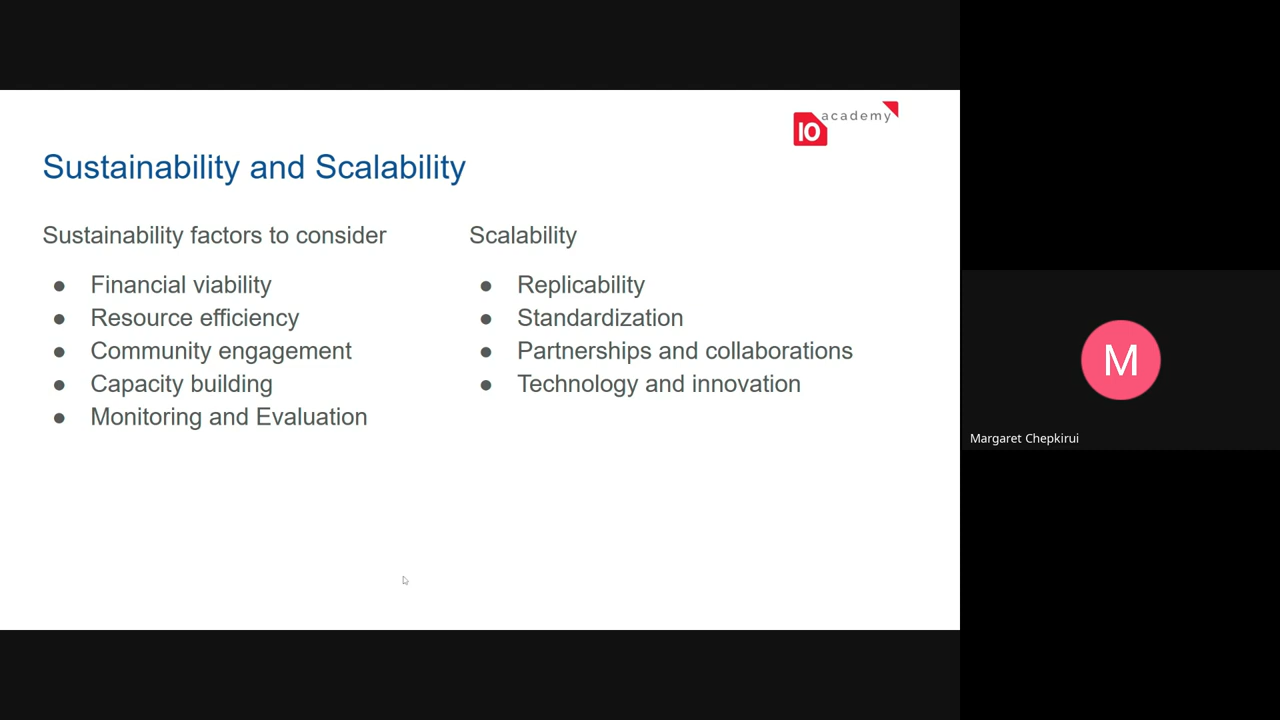 10 academy
Sustainability and Scalability
Sustainability factors to consider
● Financial viability
● Resource efficiency
● Community engagement
● Capacity building
● Monitoring and Evaluation
Scalability
● Replicability
● Standardization
● Partnerships and collaborations
● Technology and innovation
M
Margaret Chepkirui